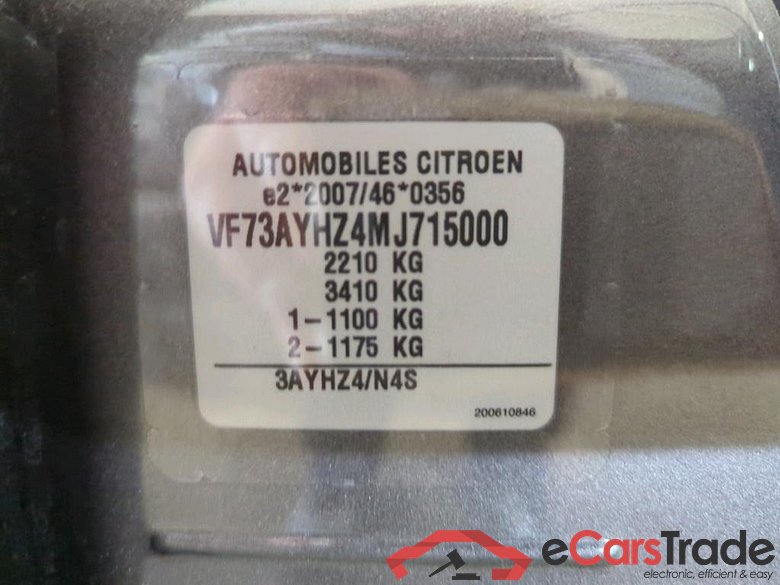 AUTOMOBILES CITROEN
e2*2007/46*0356
VF73AYHZ4MJ715000
2210 KG
3410 KG
1-1100 KG
2-1175 KG
3AYHZ4/N4S
200610846
eCarsTrade
electronic, efficient & easy